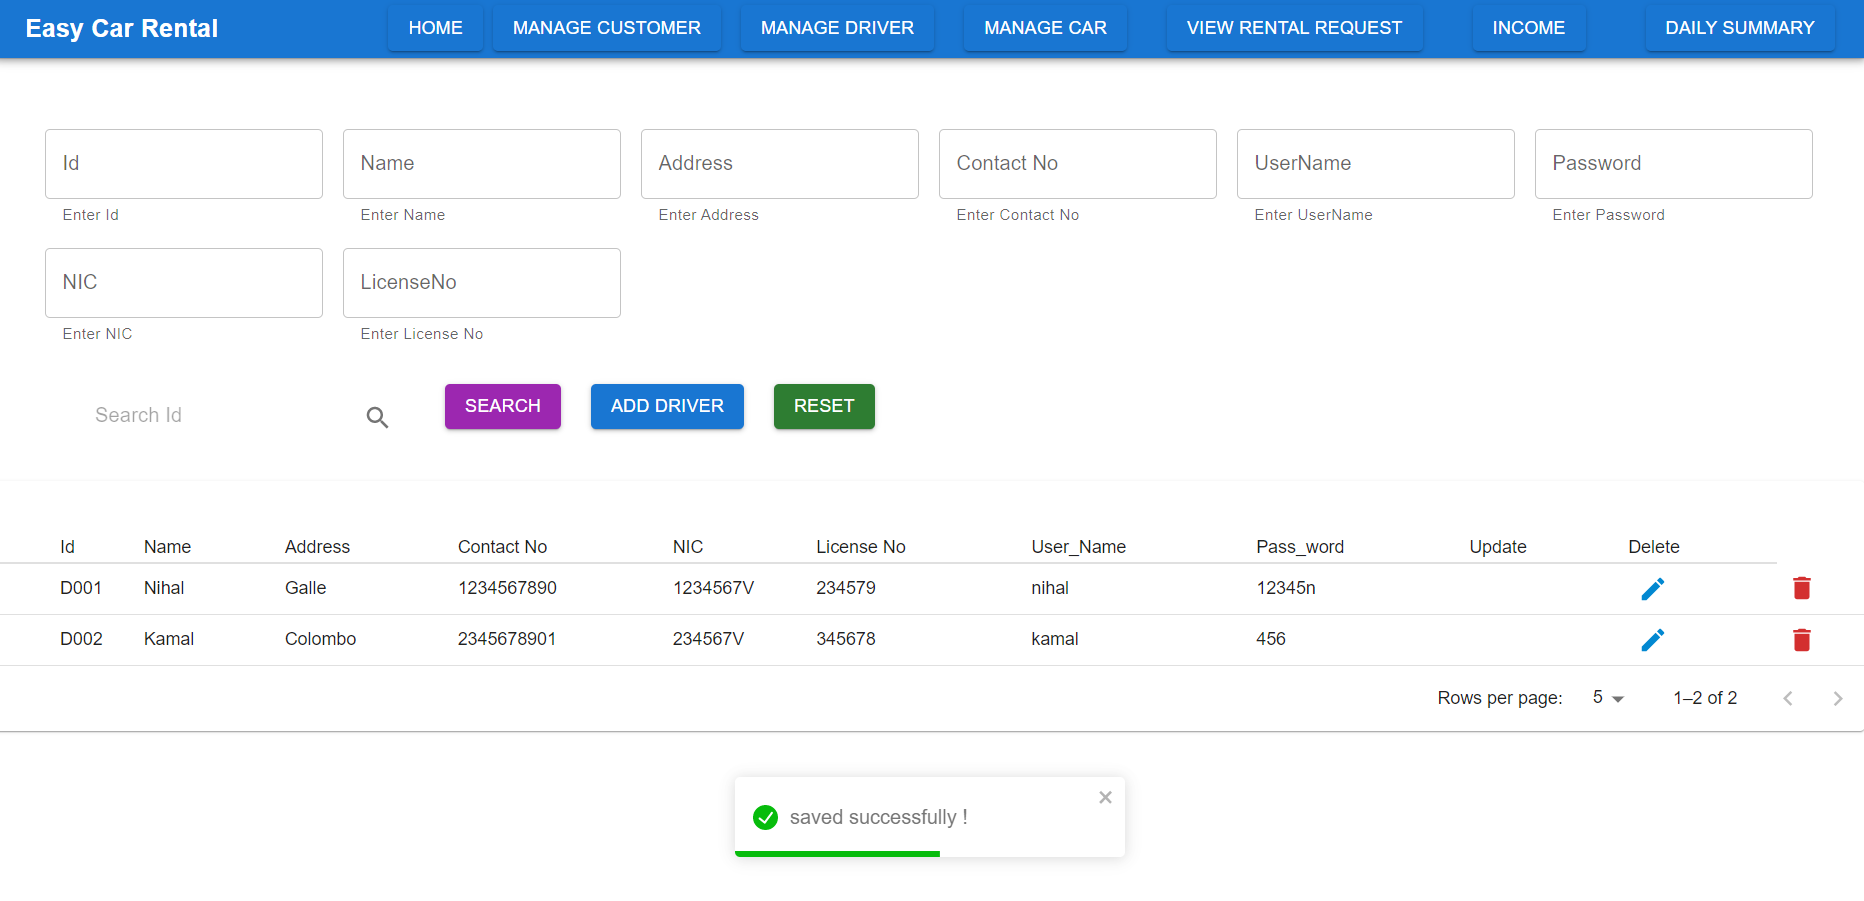 Easy Car Rental HOME MANAGE CUSTOMER MANAGE DRIVER MANAGE CAR VIEW RENTAL REQUEST INCOME DAILY SUMMARY
Id Name Address Contact No UserName Password
Enter Id Enter Name Enter Address Enter Contact No Enter UserName Enter Password
NIC LicenseNo
Enter NIC Enter License No
Search Id SEARCH ADD DRIVER RESET
Id Name Address Contact No NIC License No User_Name Pass_word Update Delete
D001 Nihal Galle 1234567890 1234567V 234579 nihal 12345n
D002 Kamal Colombo 2345678901 234567V 345678 kamal 456
Rows per page: 5 1–2 of 2
saved successfully !